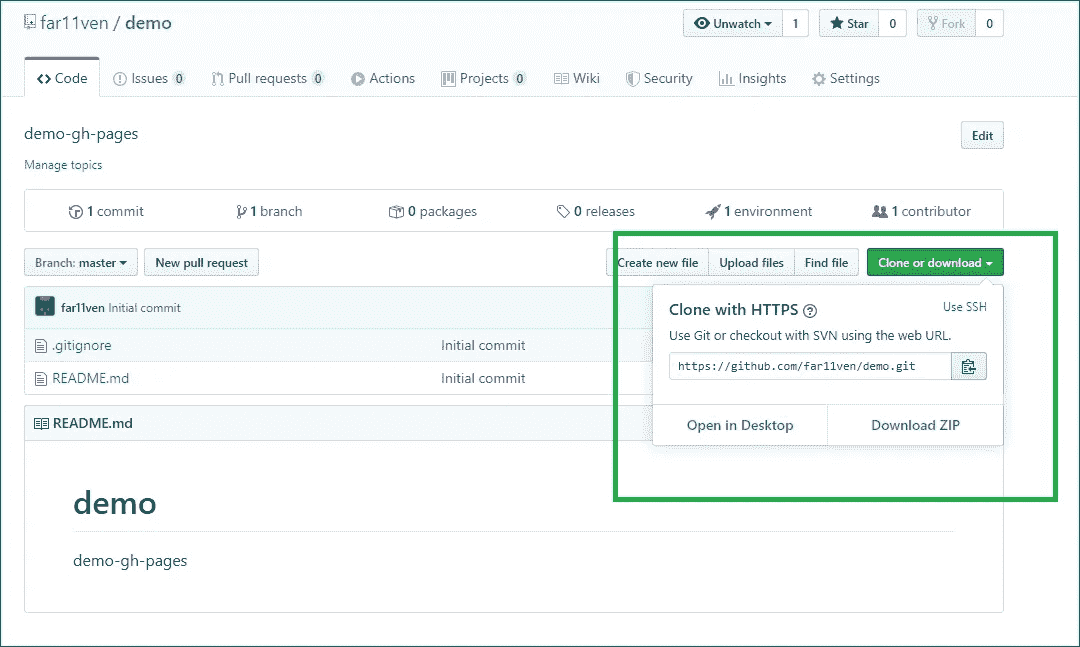 far11ven / demo
Unwatch 1 Star 0 Fork 0
Code Issues 0 Pull requests 0 Actions Projects 0 Wiki Security Insights Settings
demo-gh-pages
Edit
Manage topics
1 commit 1 branch 0 packages 0 releases 1 environment 1 contributor
Branch: master New pull request Create new file Upload files Find file Clone or download
far11ven Initial commit
.gitignore Initial commit
README.md Initial commit
Clone with HTTPS ? Use SSH
Use Git or checkout with SVN using the web URL.
https://github.com/far11ven/demo.git
Open in Desktop Download ZIP
README.md
demo
demo-gh-pages